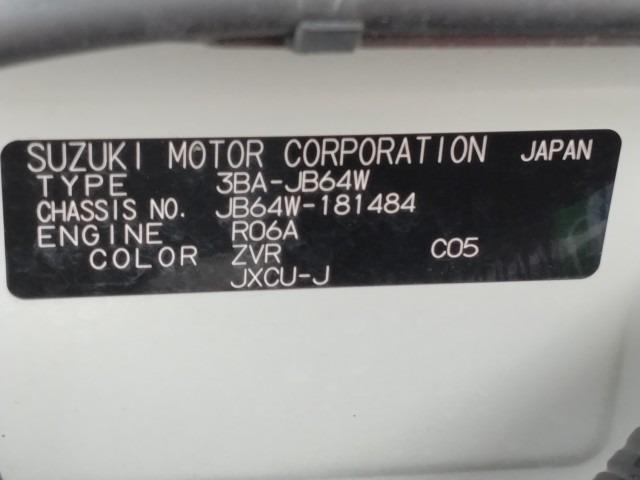 SUZUKI MOTOR CORPORATION JAPAN
TYPE 3BA-JB64W
CHASSIS NO. JB64W-181484
ENGINE R06A
COLOR ZVR C05
JXCU-J